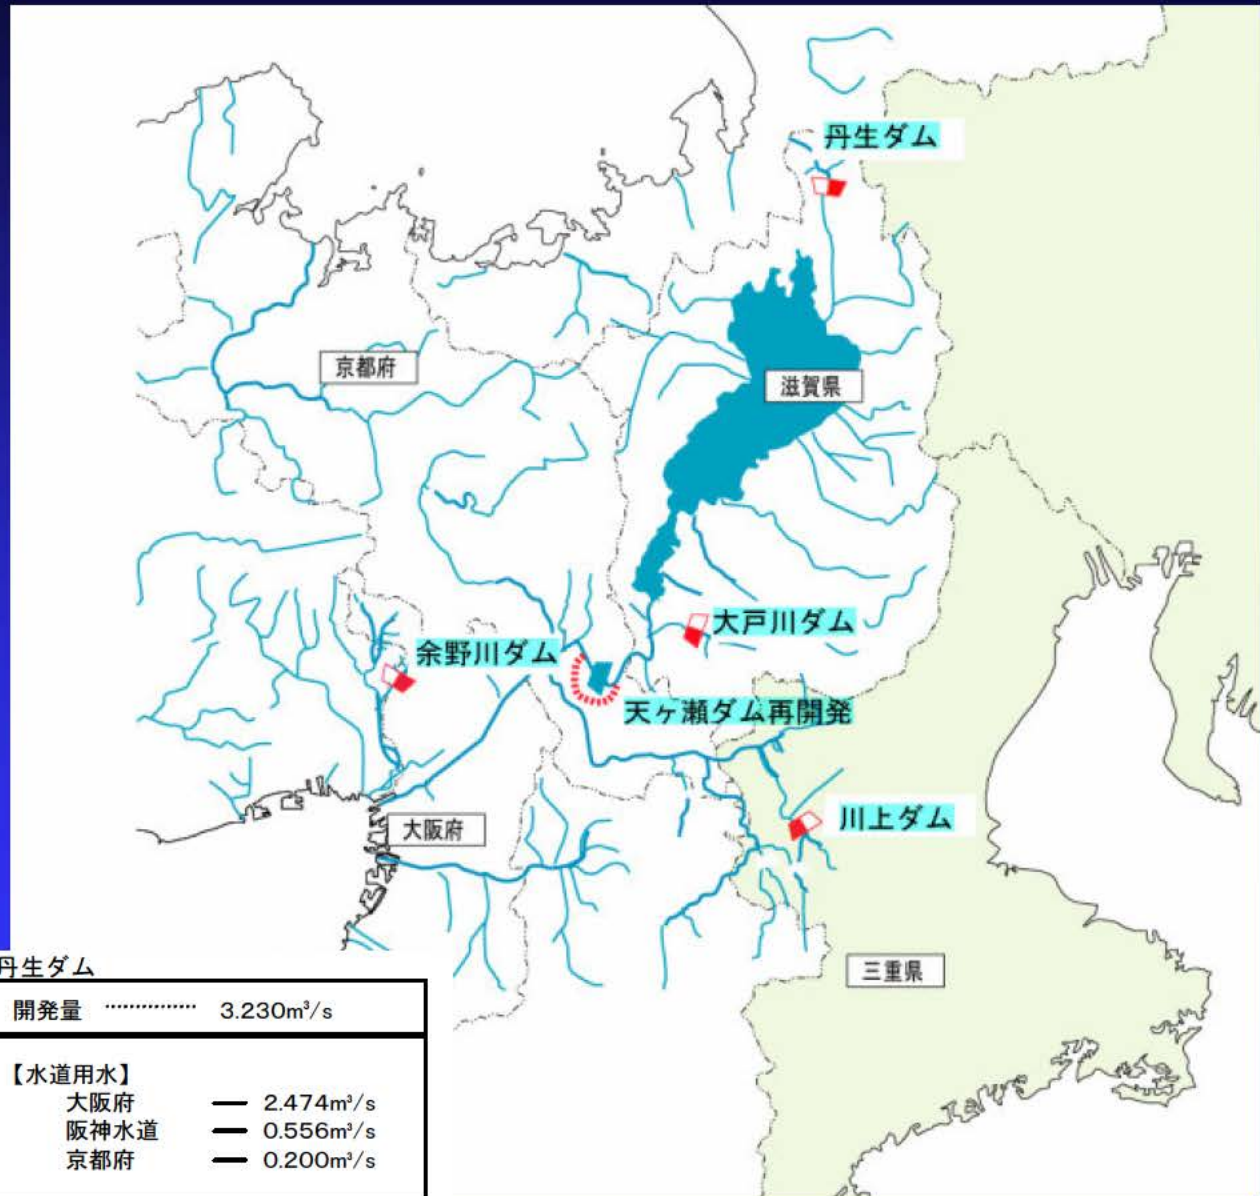 丹生ダム
京都府
滋賀県
大戸川ダム
余野川ダム
天ヶ瀬ダム再開発
川上ダム
大阪府
三重県
丹生ダム
開発量 ‥‥‥‥‥ 3.230m³/s
【水道用水】
大阪府 ━ 2.474m³/s
阪神水道 ━ 0.556m³/s
京都府 ━ 0.200m³/s